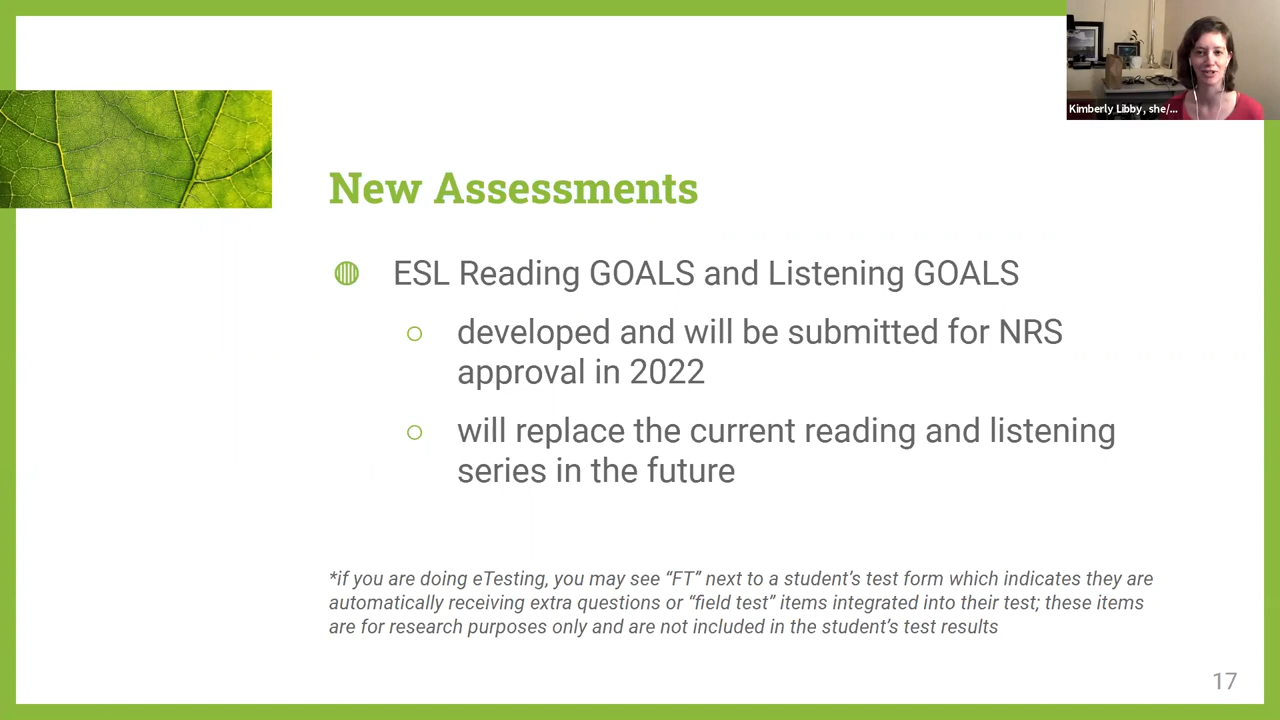 Kimberly Libby, she/...
New Assessments
ESL Reading GOALS and Listening GOALS
developed and will be submitted for NRS
approval in 2022
will replace the current reading and listening
series in the future
*if you are doing eTesting, you may see “FT” next to a student’s test form which indicates they are
automatically receiving extra questions or “field test” items integrated into their test; these items
are for research purposes only and are not included in the student’s test results
17